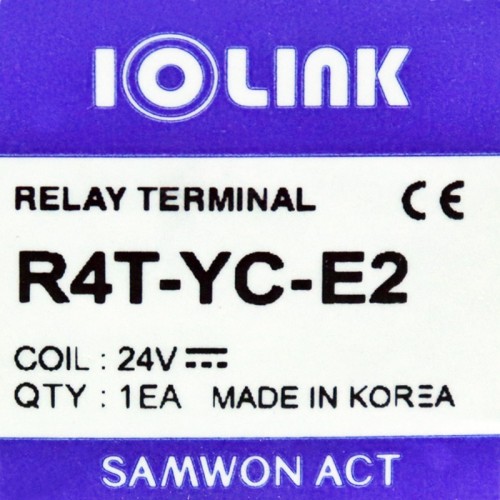 IOLINK
RELAY TERMINAL CE
R4T-YC-E2
COIL : 24V⎓
QTY : 1EA MADE IN KOREA
SAMWON ACT